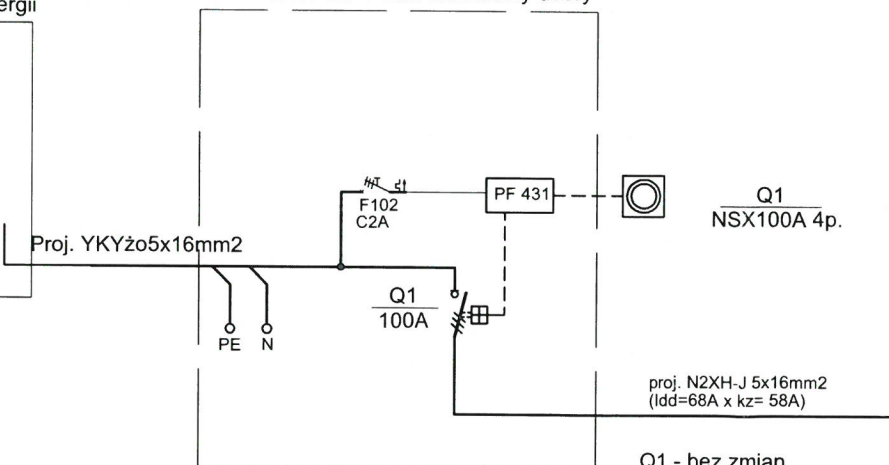 ergii
PF 431
F102
C2A
Q1
NSX100A 4p.
Proj. YKYżo5x16mm2
Q1
100A
PE
N
proj. N2XH-J 5x16mm2
(Idd=68A x kz= 58A)
Q1 - bez zmian